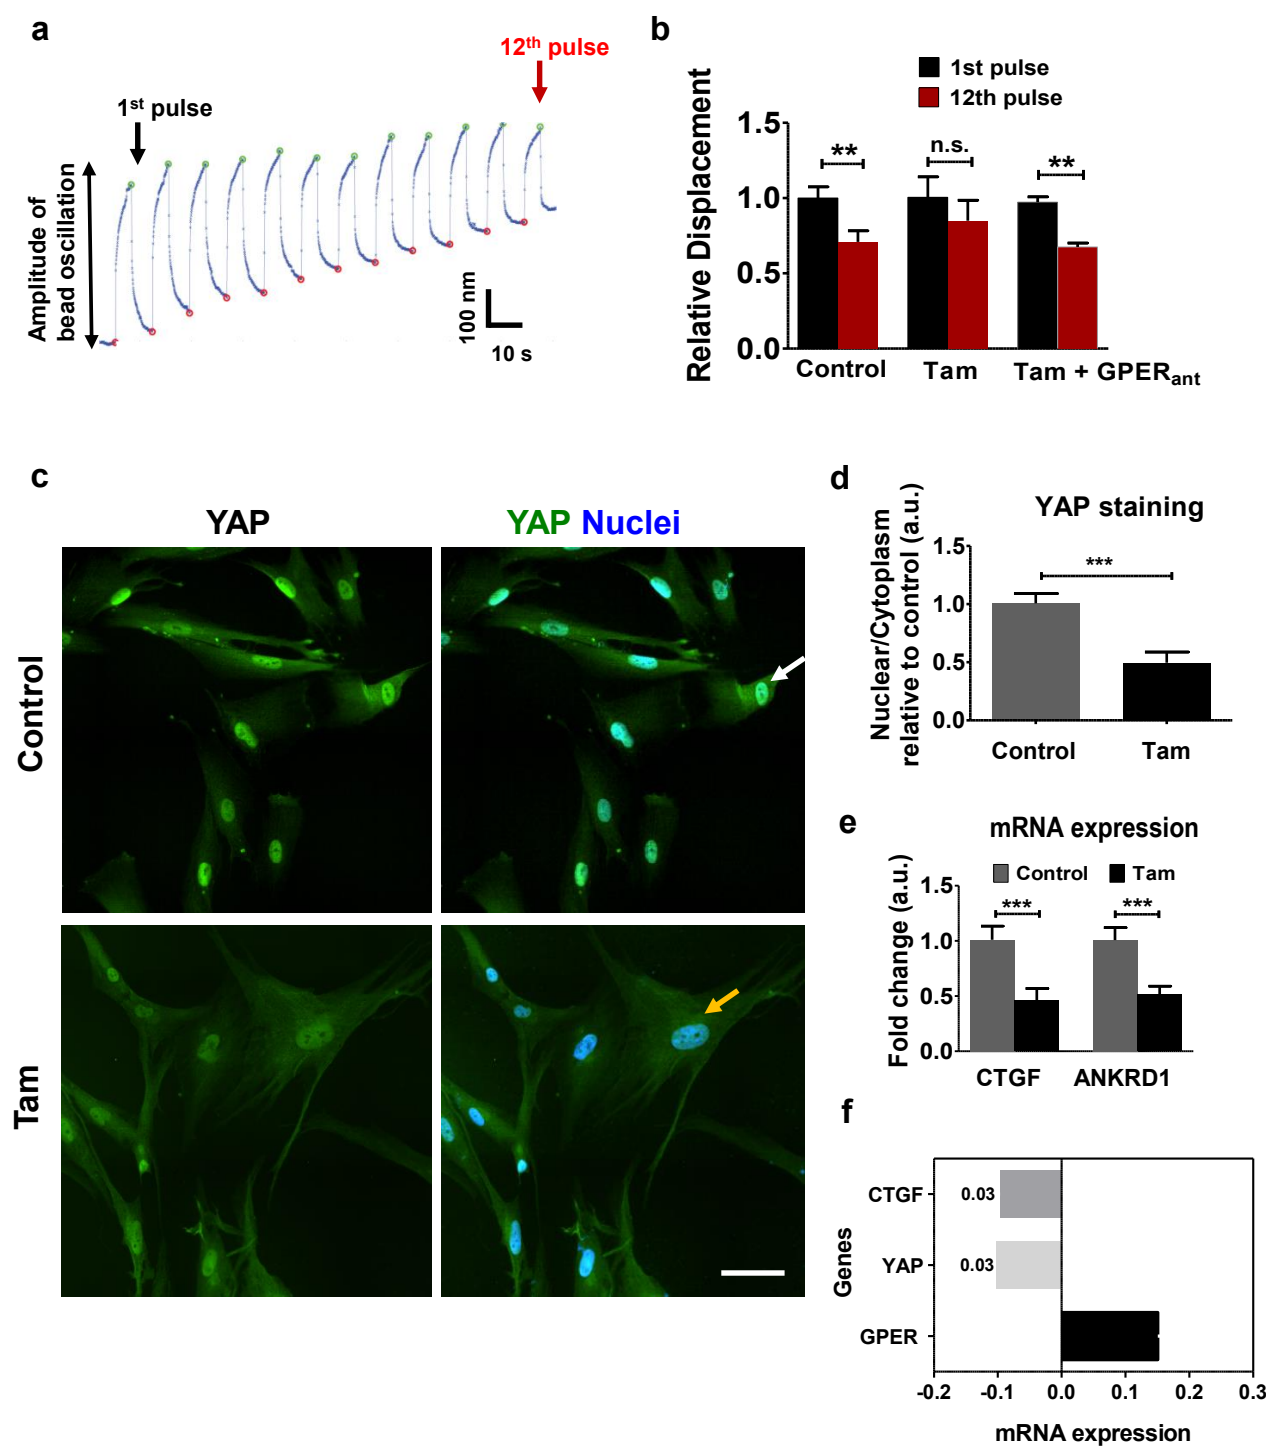 a
12th pulse
1st pulse
Amplitude of
bead oscillation
100 nm
10 s
b
1st pulse
12th pulse
Relative Displacement
1.5
1.0
0.5
0.0
**
n.s.
**
Control
Tam
Tam + GPERant
c
YAP
YAP Nuclei
Control
Tam
d
YAP staining
Nuclear/Cytoplasm
relative to control (a.u.)
1.5
1.0
0.5
0.0
***
Control
Tam
e
mRNA expression
Control
Tam
Fold change (a.u.)
1.5
1.0
0.5
0.0
***
***
CTGF
ANKRD1
f
Genes
CTGF
YAP
GPER
0.03
0.03
-0.2
-0.1
0.0
0.1
0.2
0.3
mRNA expression